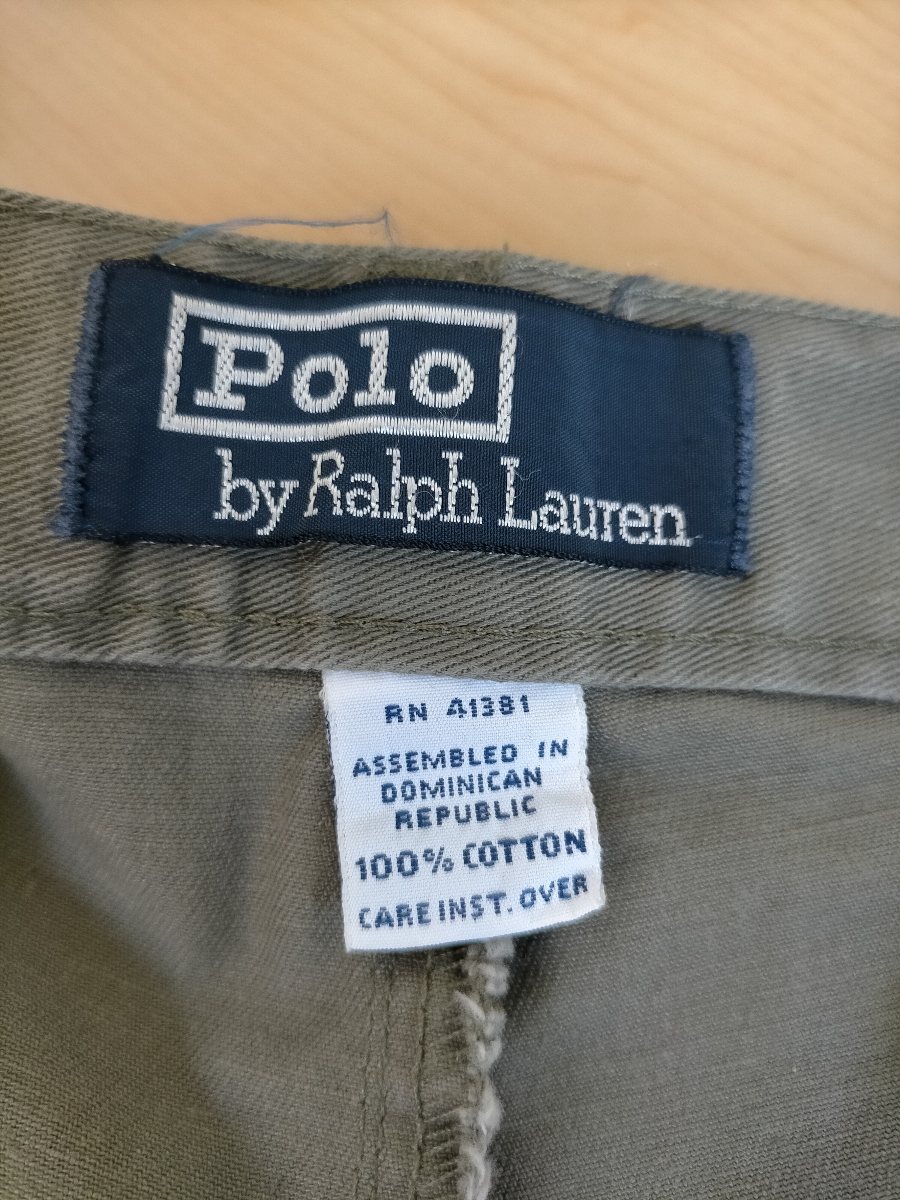 Polo
by Ralph Lauren
RN 41381
ASSEMBLED IN
DOMINICAN
REPUBLIC
100% COTTON
CARE INST. OVER